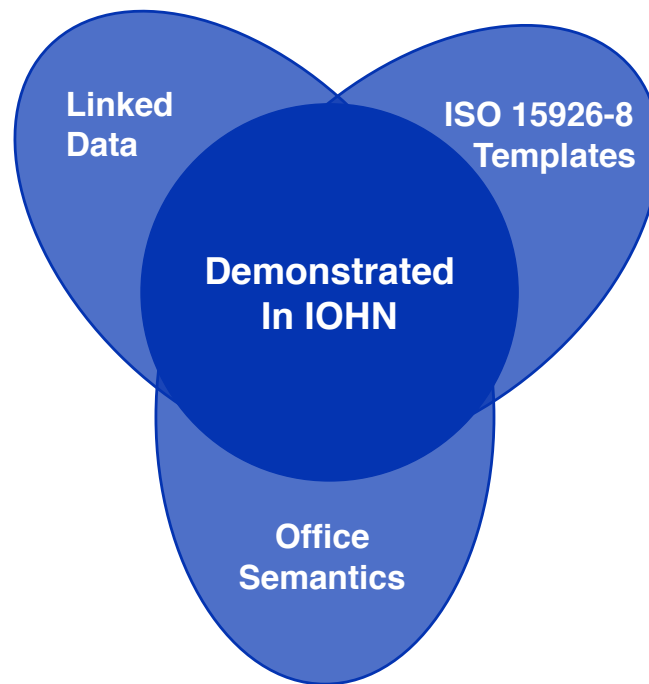 Linked
Data
ISO 15926-8
Templates
Demonstrated
In IOHN
Office
Semantics